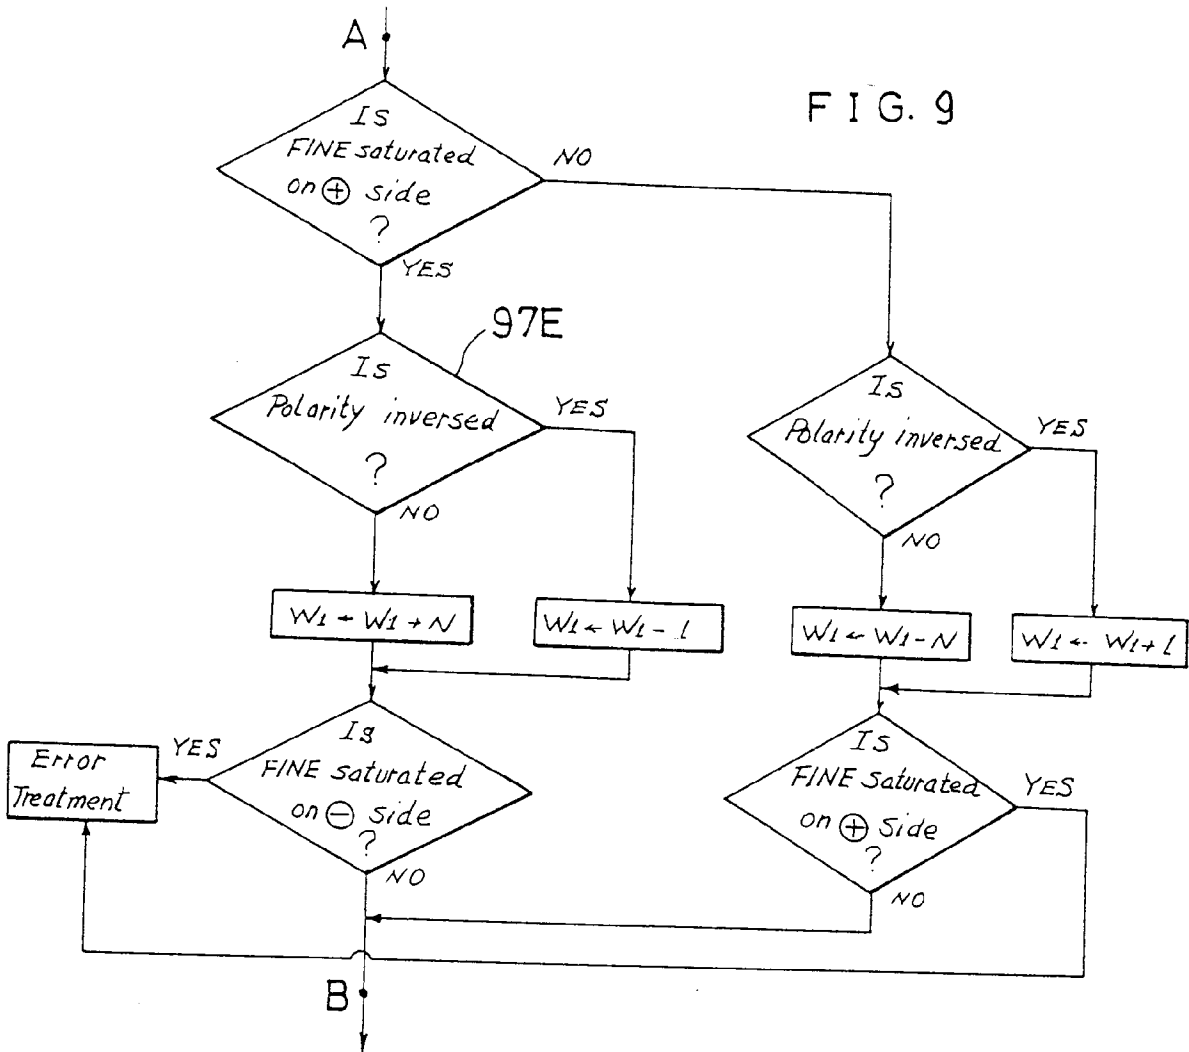 A
FIG. 9
Is
FINE saturated
on ⊕ side
?
NO
YES
97E
Is
Polarity inversed
?
YES
NO
Is
Polarity inversed
?
YES
NO
W1 ← W1 + N
W1 ← W1 - 1
W1 ← W1 - N
W1 ← W1 + 1
Error
Treatment
YES
Is
FINE saturated
on ⊖ side
?
NO
Is
FINE saturated
on ⊕ side
?
YES
NO
B